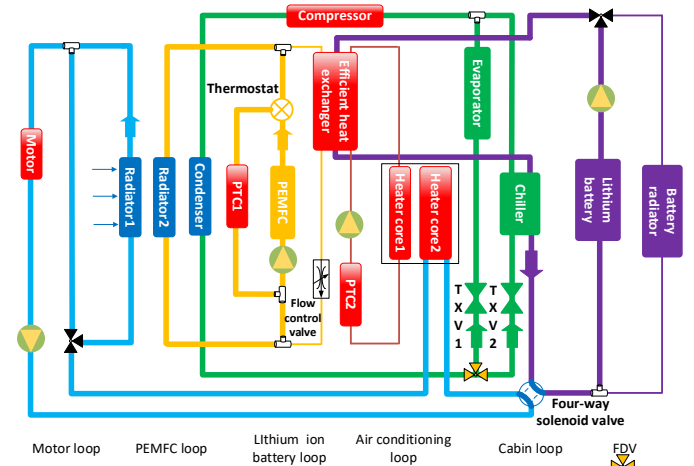 Compressor
Thermostat
Efficient heat
exchanger
Evaporator
Motor
Radiator1
Radiator2
Condenser
PTC1
PEMFC
Heater core1
Heater core2
Chiller
Lithium
battery
Battery
radiator
PTC2
Flow
control
valve
T
X
V
1
T
X
V
2
Four-way
solenoid valve
Motor loop
PEMFC loop
LIthium ion
battery loop
Air conditioning
loop
Cabin loop
FDV